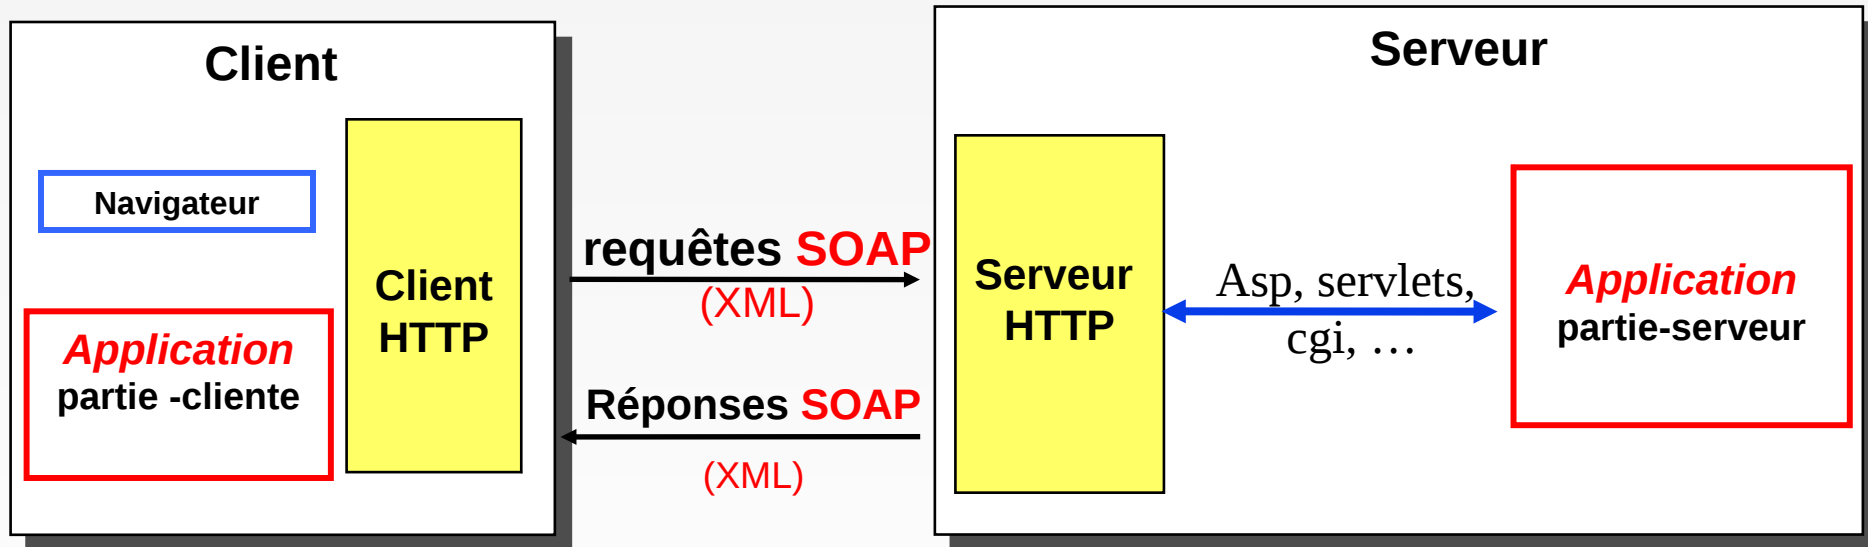 Client
Navigateur
Application
partie -cliente
Client
HTTP
requêtes SOAP
(XML)
Réponses SOAP
(XML)
Serveur
Serveur
HTTP
Asp, servlets,
cgi, …
Application
partie-serveur